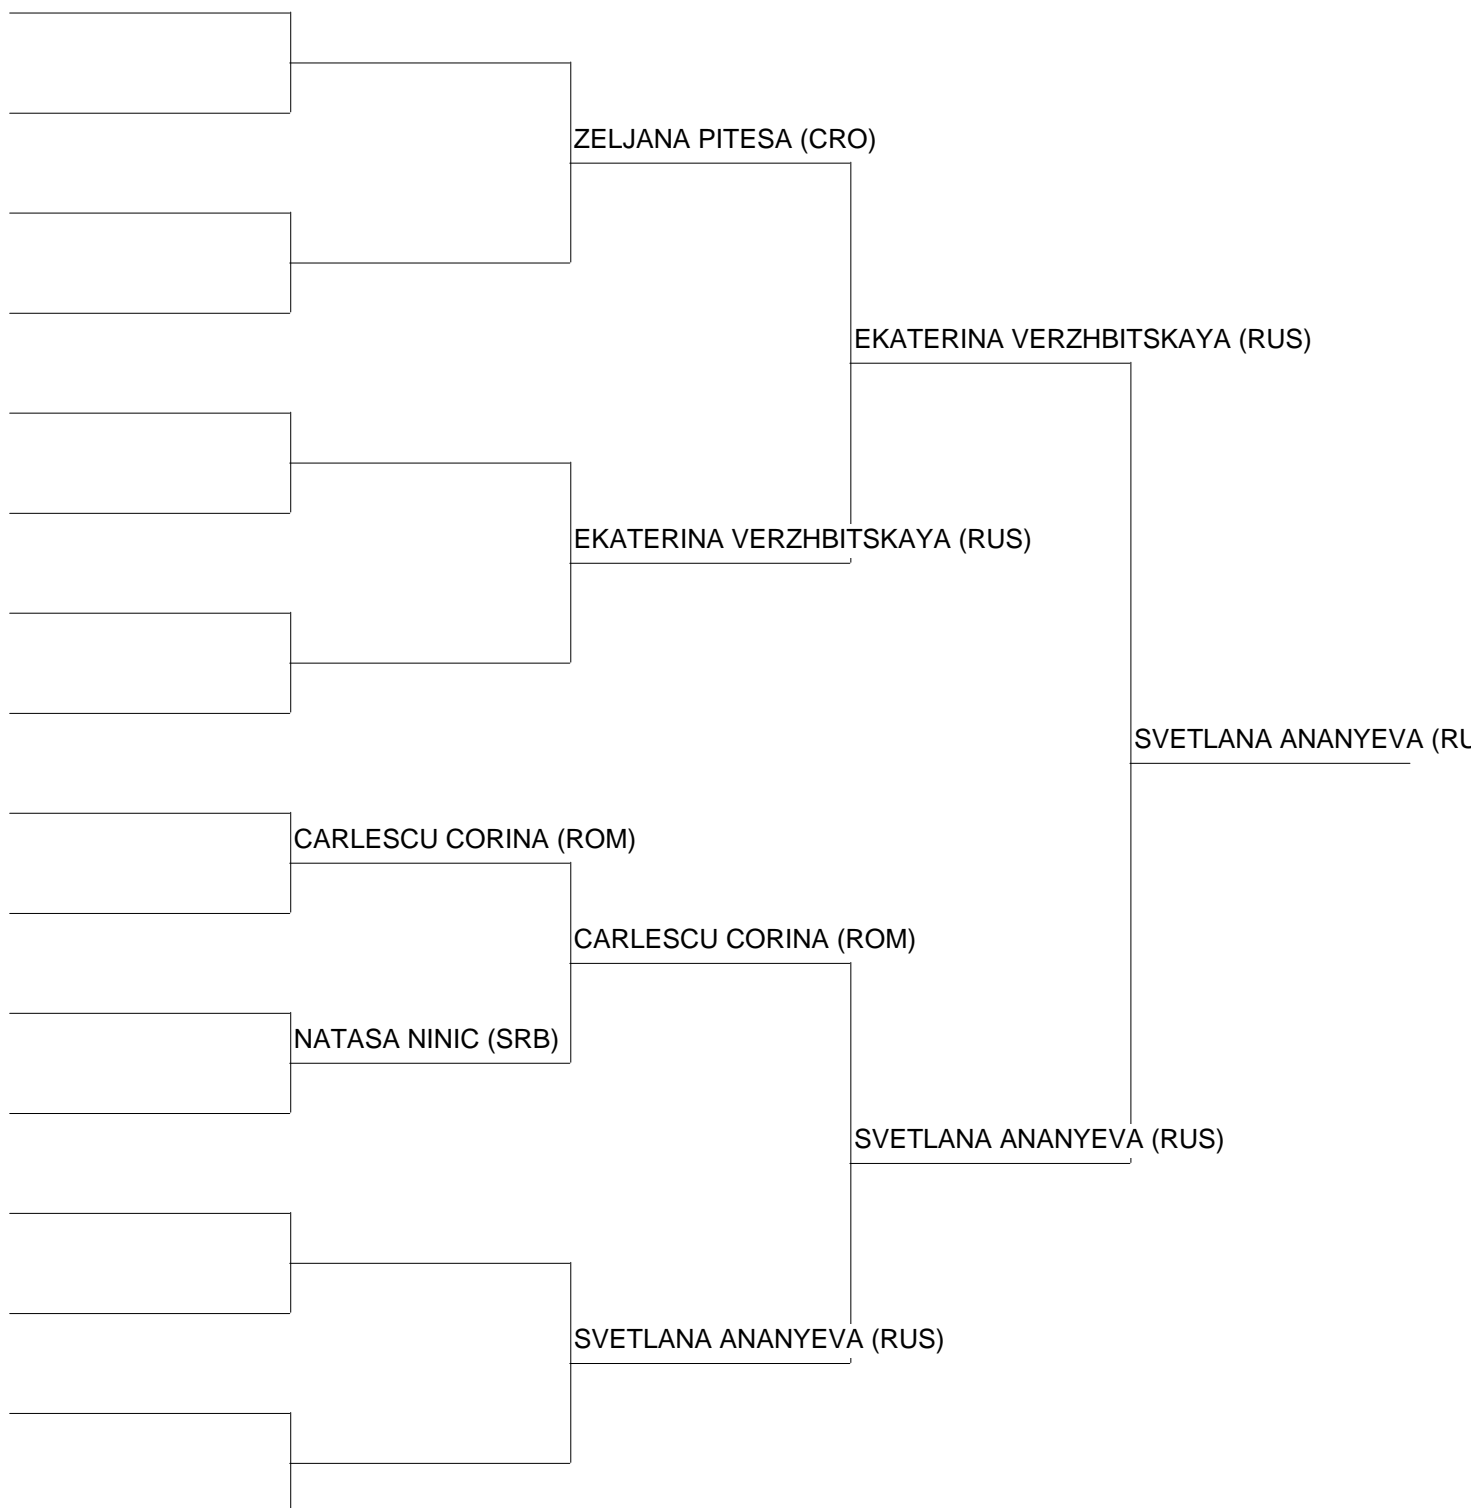 ZELJANA PITESA (CRO)
EKATERINA VERZHBITSKAYA (RUS)
EKATERINA VERZHBITSKAYA (RUS)
SVETLANA ANANYEVA (RU
CARLESCU CORINA (ROM)
CARLESCU CORINA (ROM)
NATASA NINIC (SRB)
SVETLANA ANANYEVA (RUS)
SVETLANA ANANYEVA (RUS)